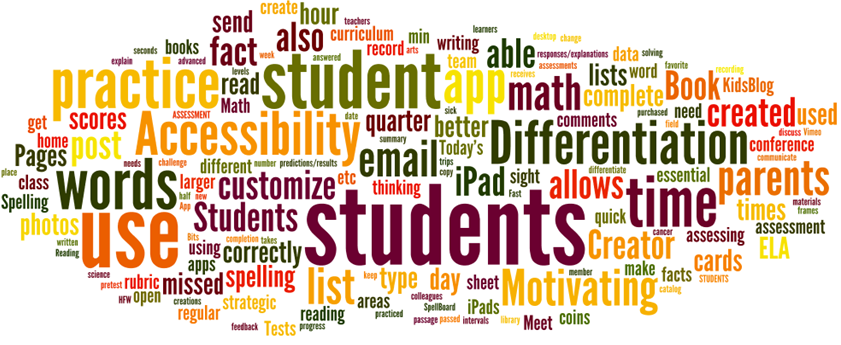 create
hour
teachers
send
also
curriculum
min
learners
desktop
change
seconds
books
fact
week
record
arts
writing
able
responses/explanations
data
solving
explain
advanced
answered
team
assessments
favorite
practice
levels
read
student
app
receives
math
lists
word
complete
Book
recording
KidsBlog
Math
ASSESSMENT
date
sick
purchased
need
created
used
get
scores
Accessibility
quarter
better
comments
field
discuss
Vimeo
home
post
summary
Today's
Differentiation
conference
Pages
needs
challenge
different
number
predictions/results
email
trips
copy
differentiate
essential
communicate
place
class
words
larger
customize
etc
thinking
iPad
sight
Fast
allows
time
parents
Spelling
half
new
App
materials
frames
photos
use
Students
students
quick
times
written
Reading
Bits
completion
takes
cancer
assessing
assessment
using
correctly
Creator
ELA
apps
science
pretest
rubric
missed
spelling
list
keep
type
day
sheet
Motivating
member
make
facts
cards
STUDENTS
catalog
HFW
open
creations
strategic
areas
colleagues
SpellBoard
iPads
regular
reading
practiced
passage
passed
intervals
library
Meet
coins
feedback
Tests
progress